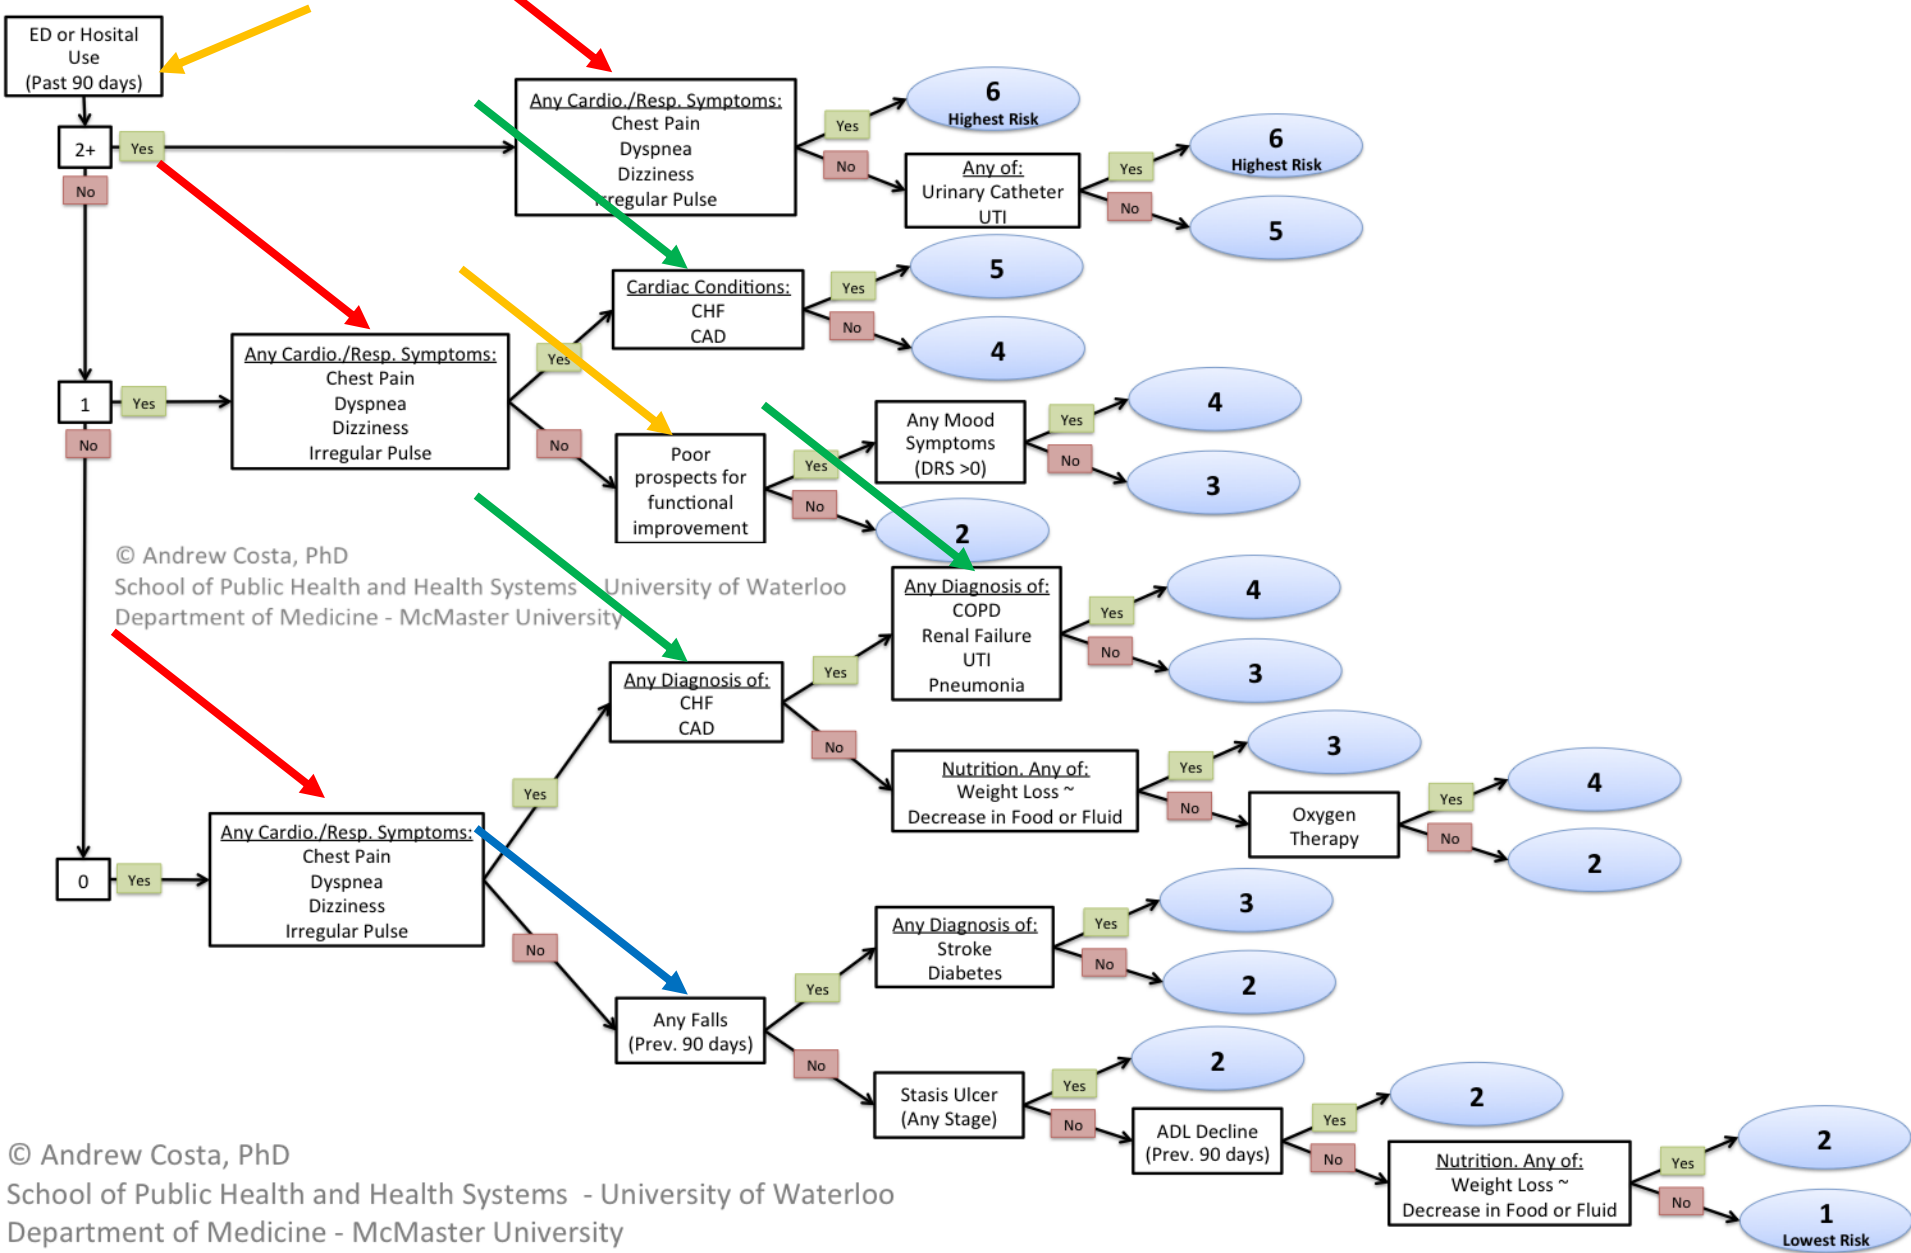 ED or Hosital
Use
(Past 90 days)
2+
Yes
No
Any Cardio./Resp. Symptoms:
Chest Pain
Dyspnea
Dizziness
Irregular Pulse
Yes
No
6
Highest Risk
Any of:
Urinary Catheter
UTI
Yes
No
6
Highest Risk
5
1
Yes
No
Any Cardio./Resp. Symptoms:
Chest Pain
Dyspnea
Dizziness
Irregular Pulse
Yes
No
Cardiac Conditions:
CHF
CAD
Yes
No
5
4
Poor
prospects for
functional
improvement
Yes
No
Any Mood
Symptoms
(DRS >0)
Yes
No
4
3
2
© Andrew Costa, PhD
School of Public Health and Health Systems - University of Waterloo
Department of Medicine - McMaster University
0
Yes
Any Cardio./Resp. Symptoms:
Chest Pain
Dyspnea
Dizziness
Irregular Pulse
Yes
No
Any Diagnosis of:
CHF
CAD
Yes
No
Any Diagnosis of:
COPD
Renal Failure
UTI
Pneumonia
Yes
No
4
3
Nutrition. Any of:
Weight Loss ~
Decrease in Food or Fluid
Yes
No
3
Oxygen
Therapy
Yes
No
4
2
Any Falls
(Prev. 90 days)
Yes
No
Any Diagnosis of:
Stroke
Diabetes
Yes
No
3
2
Stasis Ulcer
(Any Stage)
Yes
No
2
ADL Decline
(Prev. 90 days)
Yes
No
2
Nutrition. Any of:
Weight Loss ~
Decrease in Food or Fluid
Yes
No
2
1
Lowest Risk
© Andrew Costa, PhD
School of Public Health and Health Systems - University of Waterloo
Department of Medicine - McMaster University